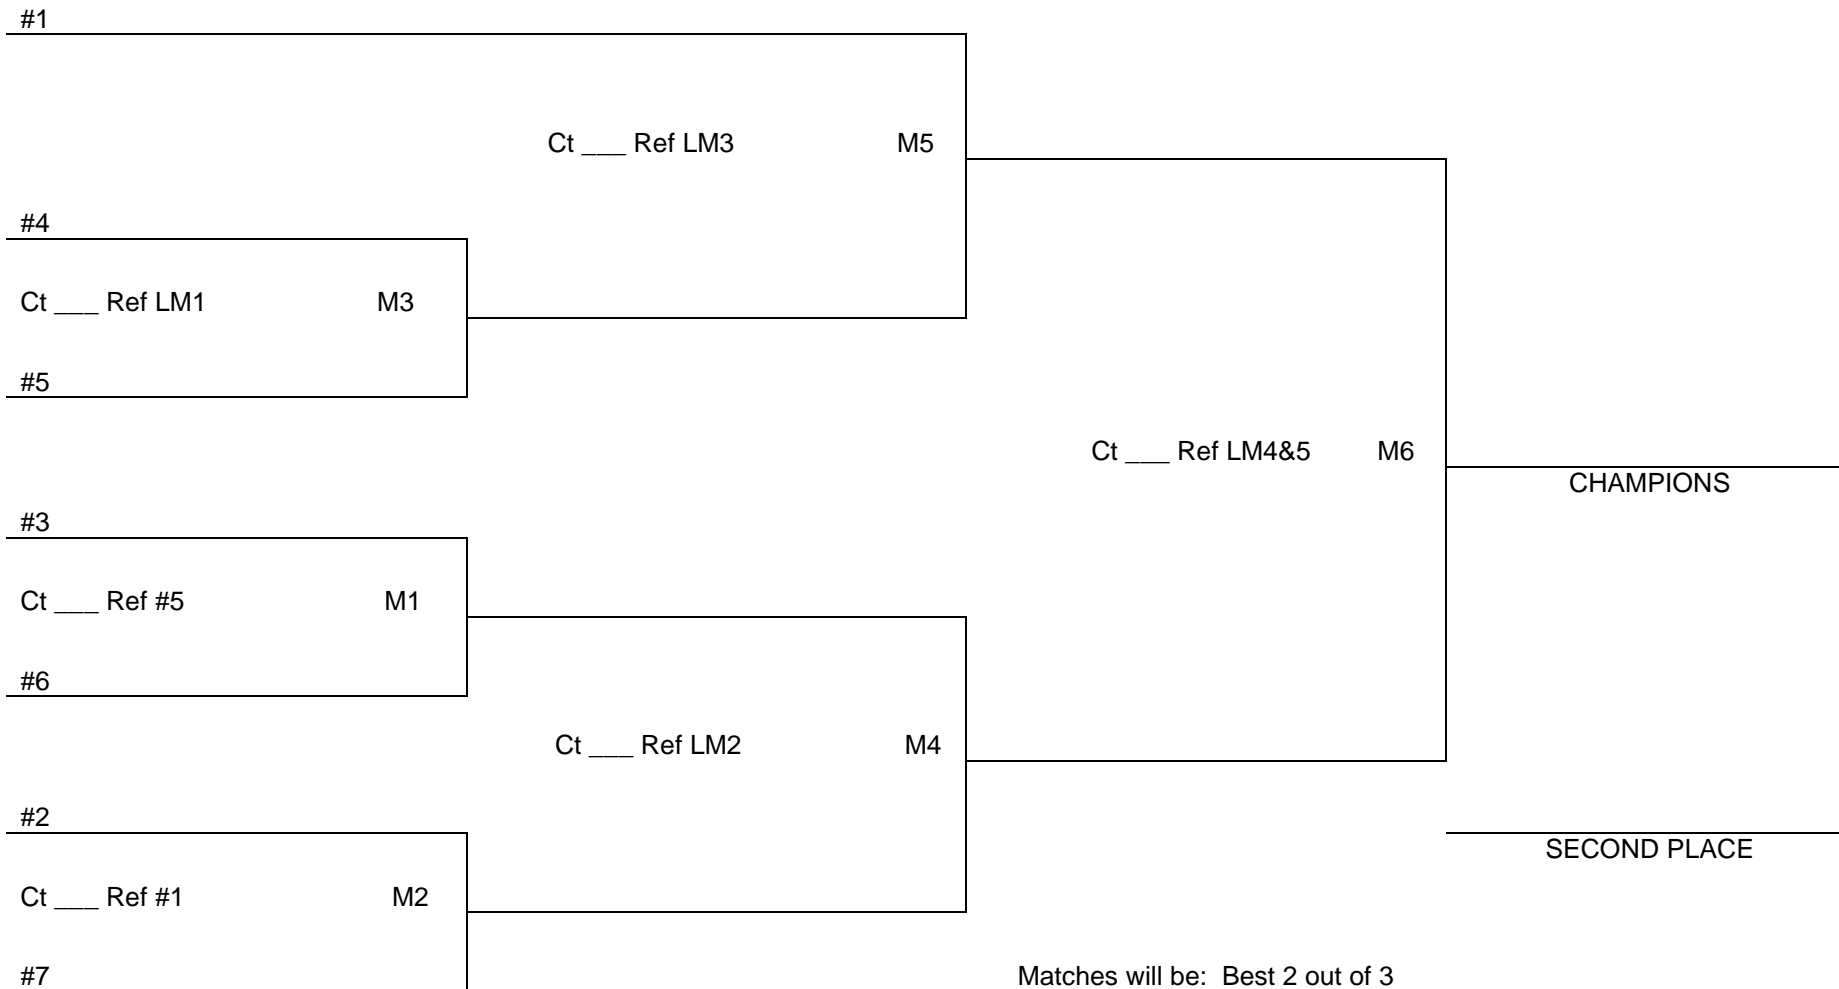 #1
Ct ___ Ref LM3 M5
#4
Ct ___ Ref LM1 M3
#5
Ct ___ Ref LM4&5 M6
CHAMPIONS
#3
Ct ___ Ref #5 M1
#6
Ct ___ Ref LM2 M4
#2
SECOND PLACE
Ct ___ Ref #1 M2
#7
Matches will be: Best 2 out of 3